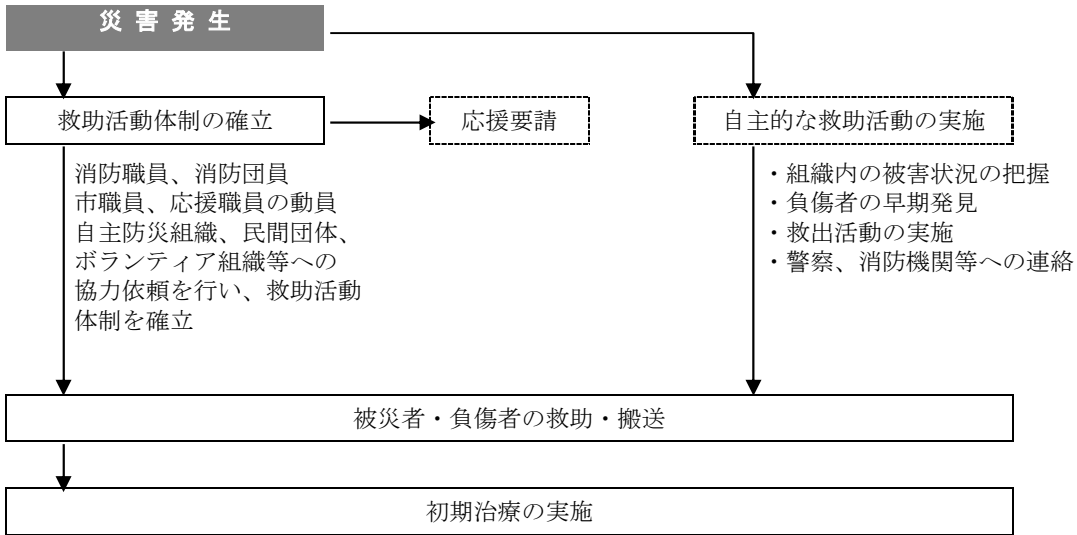 災 害 発 生
救助活動体制の確立
応援要請
自主的な救助活動の実施
消防職員、消防団員
市職員、応援職員の動員
自主防災組織、民間団体、
ボランティア組織等への
協力依頼を行い、救助活動
体制を確立
・組織内の被害状況の把握
・負傷者の早期発見
・救出活動の実施
・警察、消防機関等への連絡
被災者・負傷者の救助・搬送
初期治療の実施